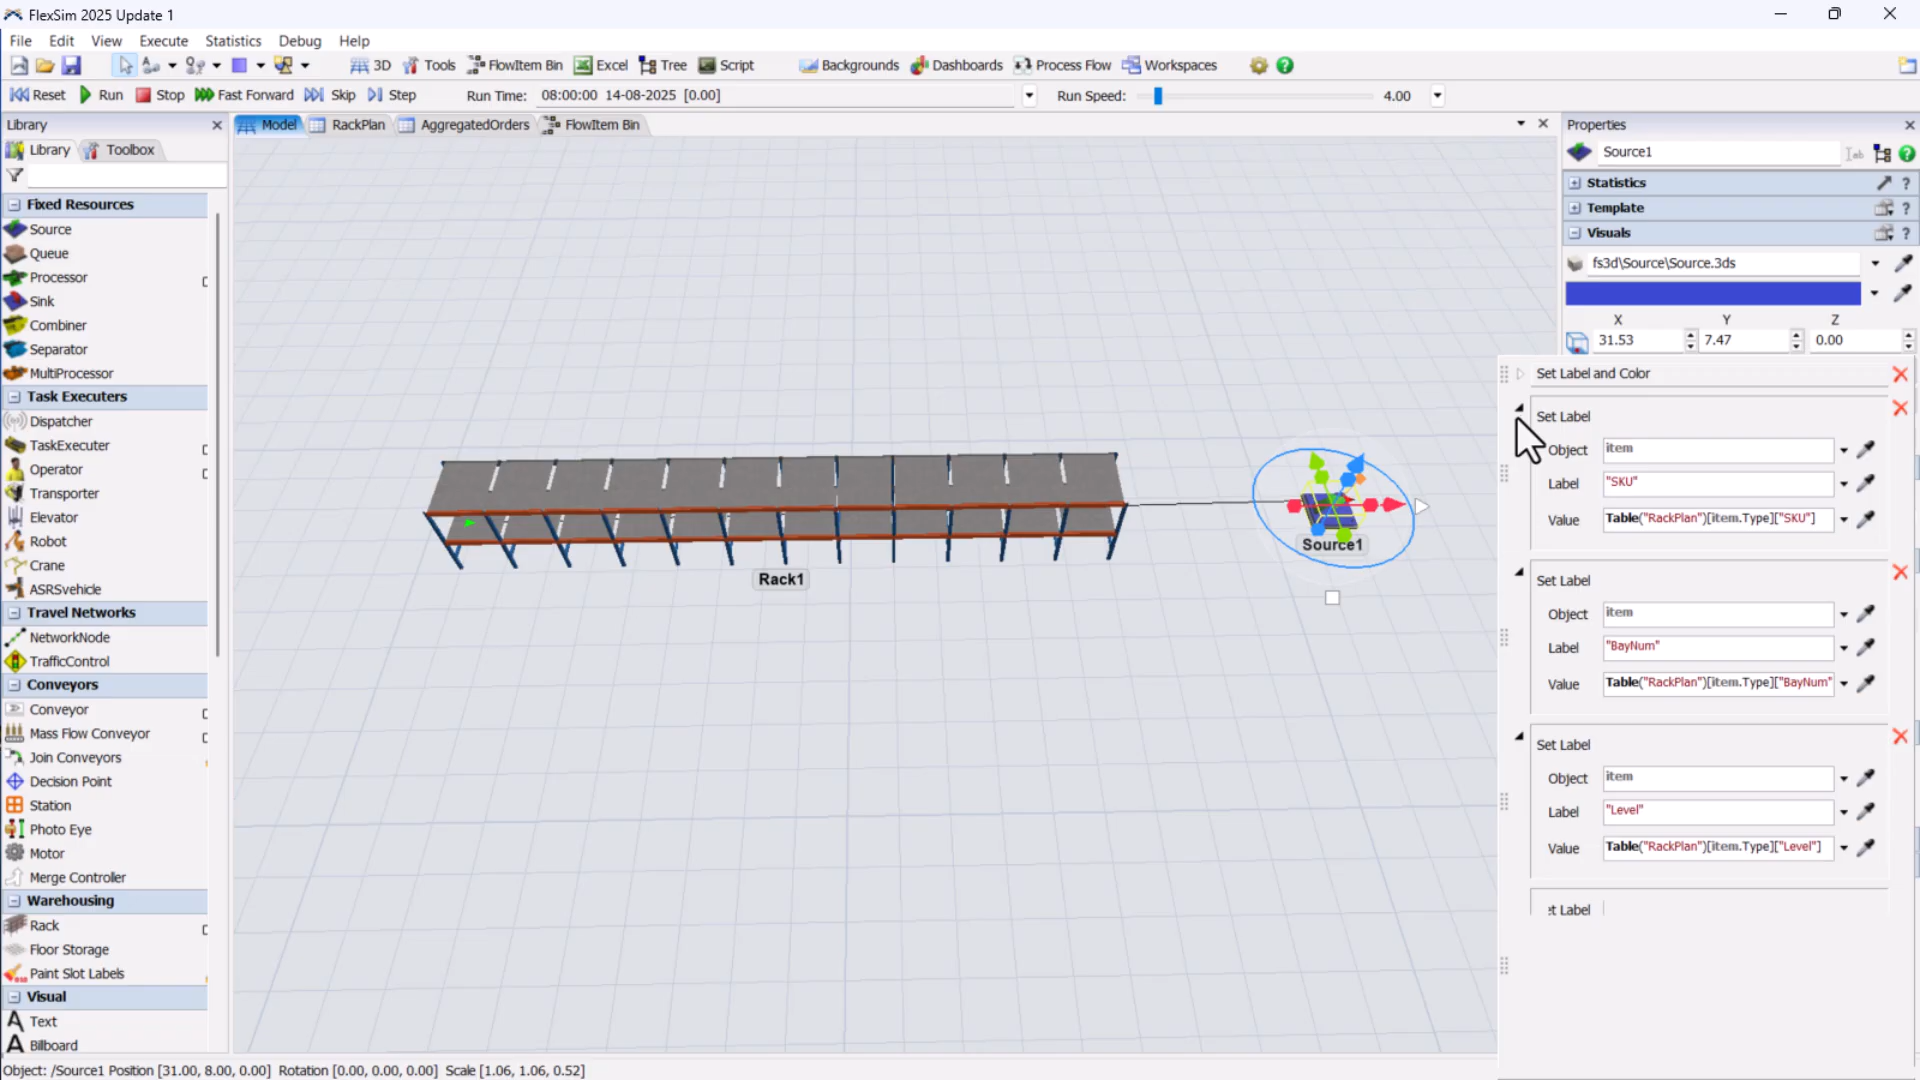 FlexSim 2025 Update 1
File Edit View Execute Statistics Debug Help
3D Tools FlowItem Bin Excel Tree Script Backgrounds Dashboards Process Flow Workspaces
Reset Run Stop Fast Forward Skip Step Run Time: 08:00:00 14-08-2025 [0.00] Run Speed: 4.00
Library
Model RackPlan AggregatedOrders FlowItem Bin
Properties
Library Toolbox
Source1
Statistics
Template
Visuals
fs3d\Source\Source.3ds
X Y Z
31.53 7.47 0.00
Fixed Resources
Source
Queue
Processor
Sink
Combiner
Separator
MultiProcessor
Task Executers
Dispatcher
TaskExecuter
Operator
Transporter
Elevator
Robot
Crane
ASRSvehicle
Travel Networks
NetworkNode
TrafficControl
Conveyors
Conveyor
Mass Flow Conveyor
Join Conveyors
Decision Point
Station
Photo Eye
Motor
Merge Controller
Warehousing
Rack
Floor Storage
Paint Slot Labels
Visual
Text
Billboard
Rack1
Source1
Set Label and Color
Set Label
Object item
Label "SKU"
Value Table("RackPlan")[item.Type]["SKU"]
Set Label
Object item
Label "BayNum"
Value Table("RackPlan")[item.Type]["BayNum"
Set Label
Object item
Label "Level"
Value Table("RackPlan")[item.Type]["Level"]
et Label
Object: /Source1 Position [31.00, 8.00, 0.00] Rotation [0.00, 0.00, 0.00] Scale [1.06, 1.06, 0.52]